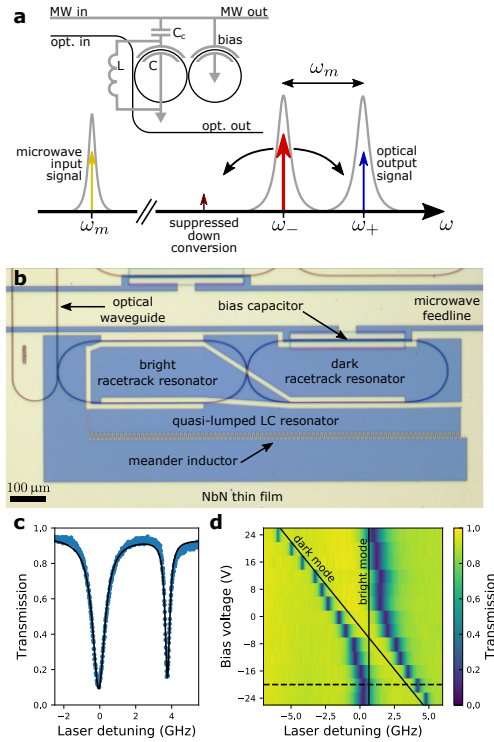 a
MW in
MW out
opt. in
C_c
bias
L
C
opt. out
ω_m
microwave
input
signal
optical
output
signal
suppressed
down
conversion
ω_m
ω_−
ω_+
ω
b
optical
waveguide
bias capacitor
microwave
feedline
bright
racetrack resonator
dark
racetrack resonator
quasi-lumped LC resonator
meander inductor
100 μm
NbN thin film
c
1.0
0.8
0.6
0.4
0.2
0.0
Transmission
−2
0
2
4
Laser detuning (GHz)
d
24
16
8
0
−8
−16
−24
Bias voltage (V)
dark mode
bright mode
−5.0
−2.5
0.0
2.5
5.0
Laser detuning (GHz)
1.0
0.8
0.6
0.4
0.2
0.0
Transmission